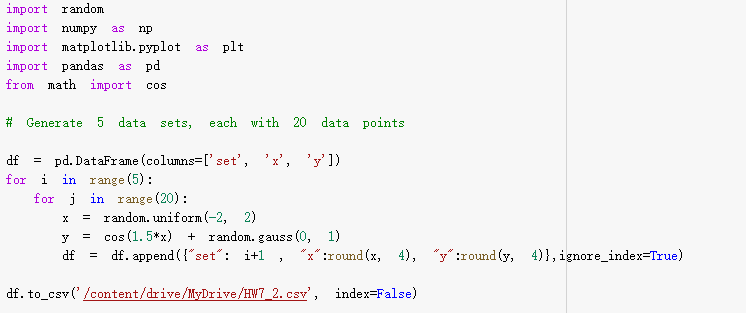 import random
import numpy as np
import matplotlib.pyplot as plt
import pandas as pd
from math import cos
# Generate 5 data sets, each with 20 data points
df = pd.DataFrame(columns=['set', 'x', 'y'])
for i in range(5):
    for j in range(20):
        x = random.uniform(-2, 2)
        y = cos(1.5*x) + random.gauss(0, 1)
        df = df.append({"set": i+1 , "x":round(x, 4), "y":round(y, 4)},ignore_index=True)
df.to_csv('/content/drive/MyDrive/HW7_2.csv', index=False)